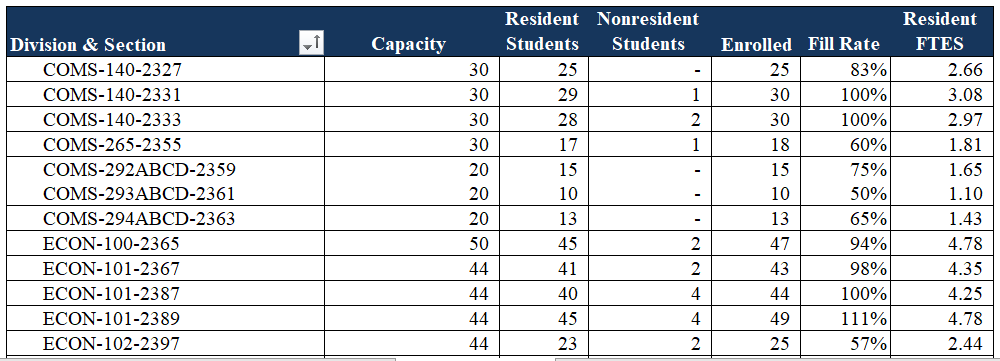 Resident Nonresident Resident
Division & Section Capacity Students Students Enrolled Fill Rate FTES
COMS-140-2327 30 25 - 25 83% 2.66
COMS-140-2331 30 29 1 30 100% 3.08
COMS-140-2333 30 28 2 30 100% 2.97
COMS-265-2355 30 17 1 18 60% 1.81
COMS-292ABCD-2359 20 15 - 15 75% 1.65
COMS-293ABCD-2361 20 10 - 10 50% 1.10
COMS-294ABCD-2363 20 13 - 13 65% 1.43
ECON-100-2365 50 45 2 47 94% 4.78
ECON-101-2367 44 41 2 43 98% 4.35
ECON-101-2387 44 40 4 44 100% 4.25
ECON-101-2389 44 45 4 49 111% 4.78
ECON-102-2397 44 23 2 25 57% 2.44